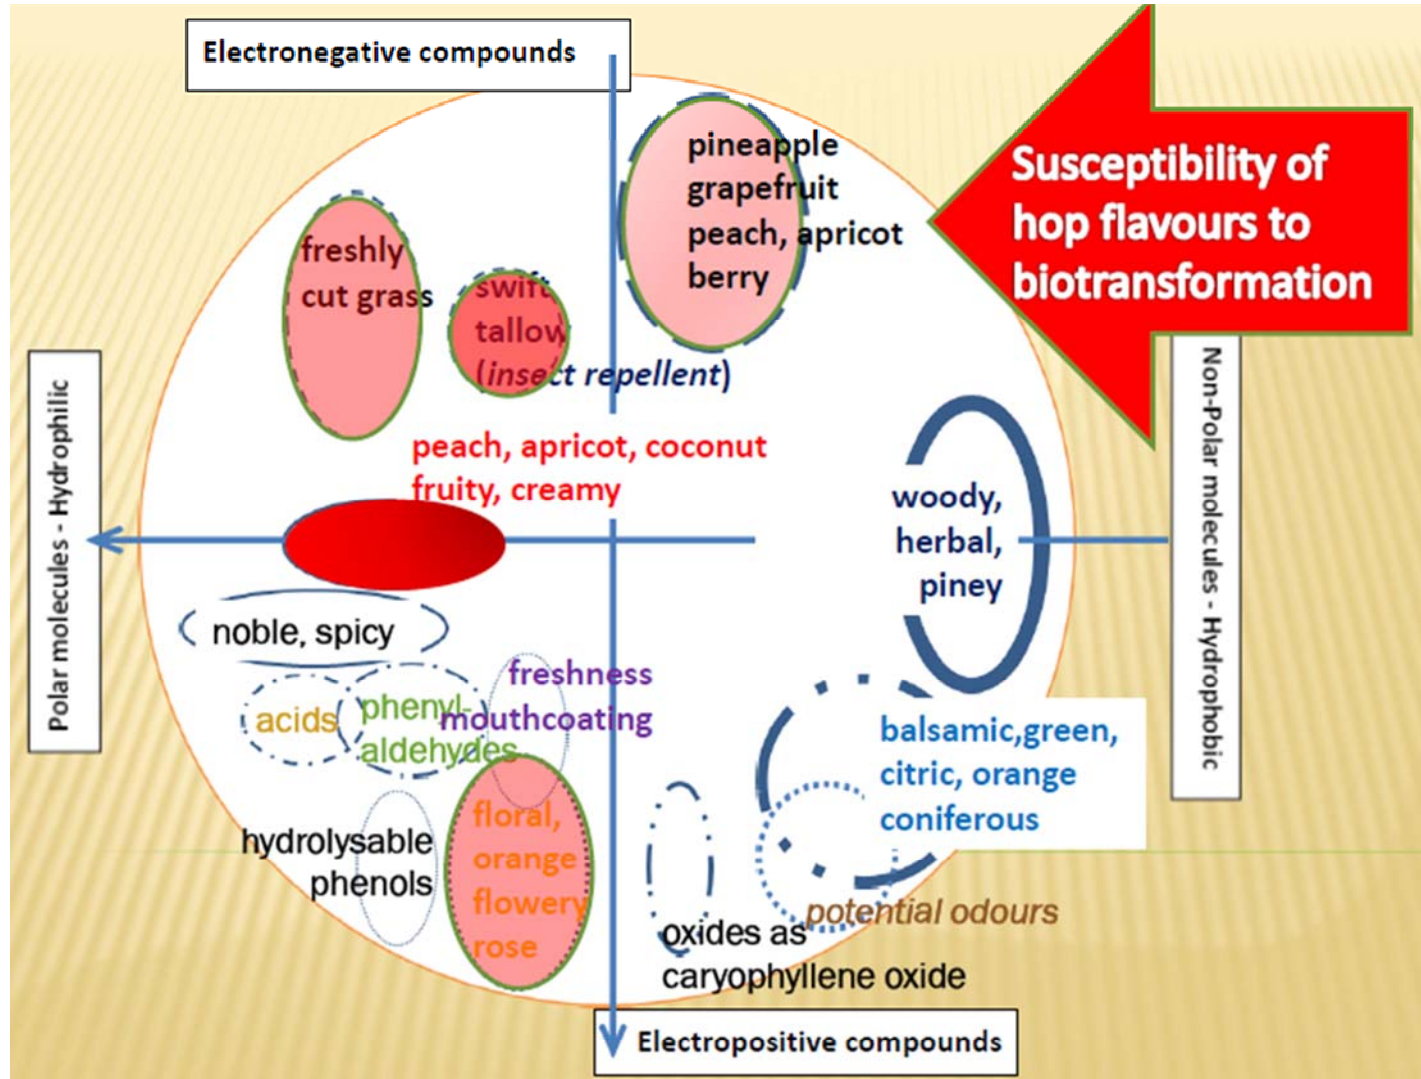 Electronegative compounds
pineapple
grapefruit
peach, apricot
berry
Susceptibility of
hop flavours to
biotransformation
freshly
cut grass
swift
tallow
(insect repellent)
peach, apricot, coconut
fruity, creamy
Polar molecules - Hydrophilic
Non-Polar molecules - Hydrophobic
woody,
herbal,
piney
noble, spicy
freshness
mouthcoating
acids
phenyl-
aldehydes
balsamic,green,
citric, orange
coniferous
hydrolysable
phenols
floral,
orange
flowery
rose
potential odours
oxides as
caryophyllene oxide
Electropositive compounds